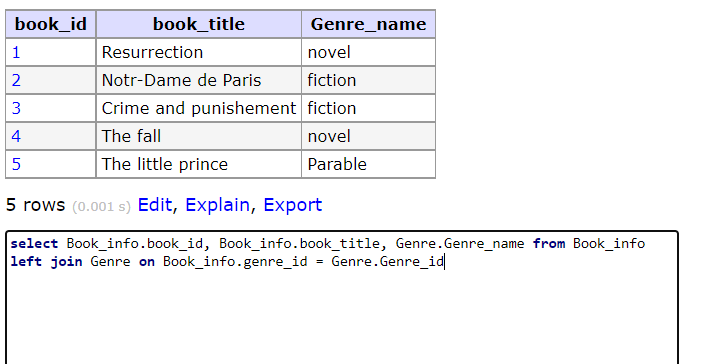 book_id book_title Genre_name
1 Resurrection novel
2 Notr-Dame de Paris fiction
3 Crime and punishement fiction
4 The fall novel
5 The little prince Parable
5 rows (0.001 s) Edit, Explain, Export
select Book_info.book_id, Book_info.book_title, Genre.Genre_name from Book_info
left join Genre on Book_info.genre_id = Genre.Genre_id